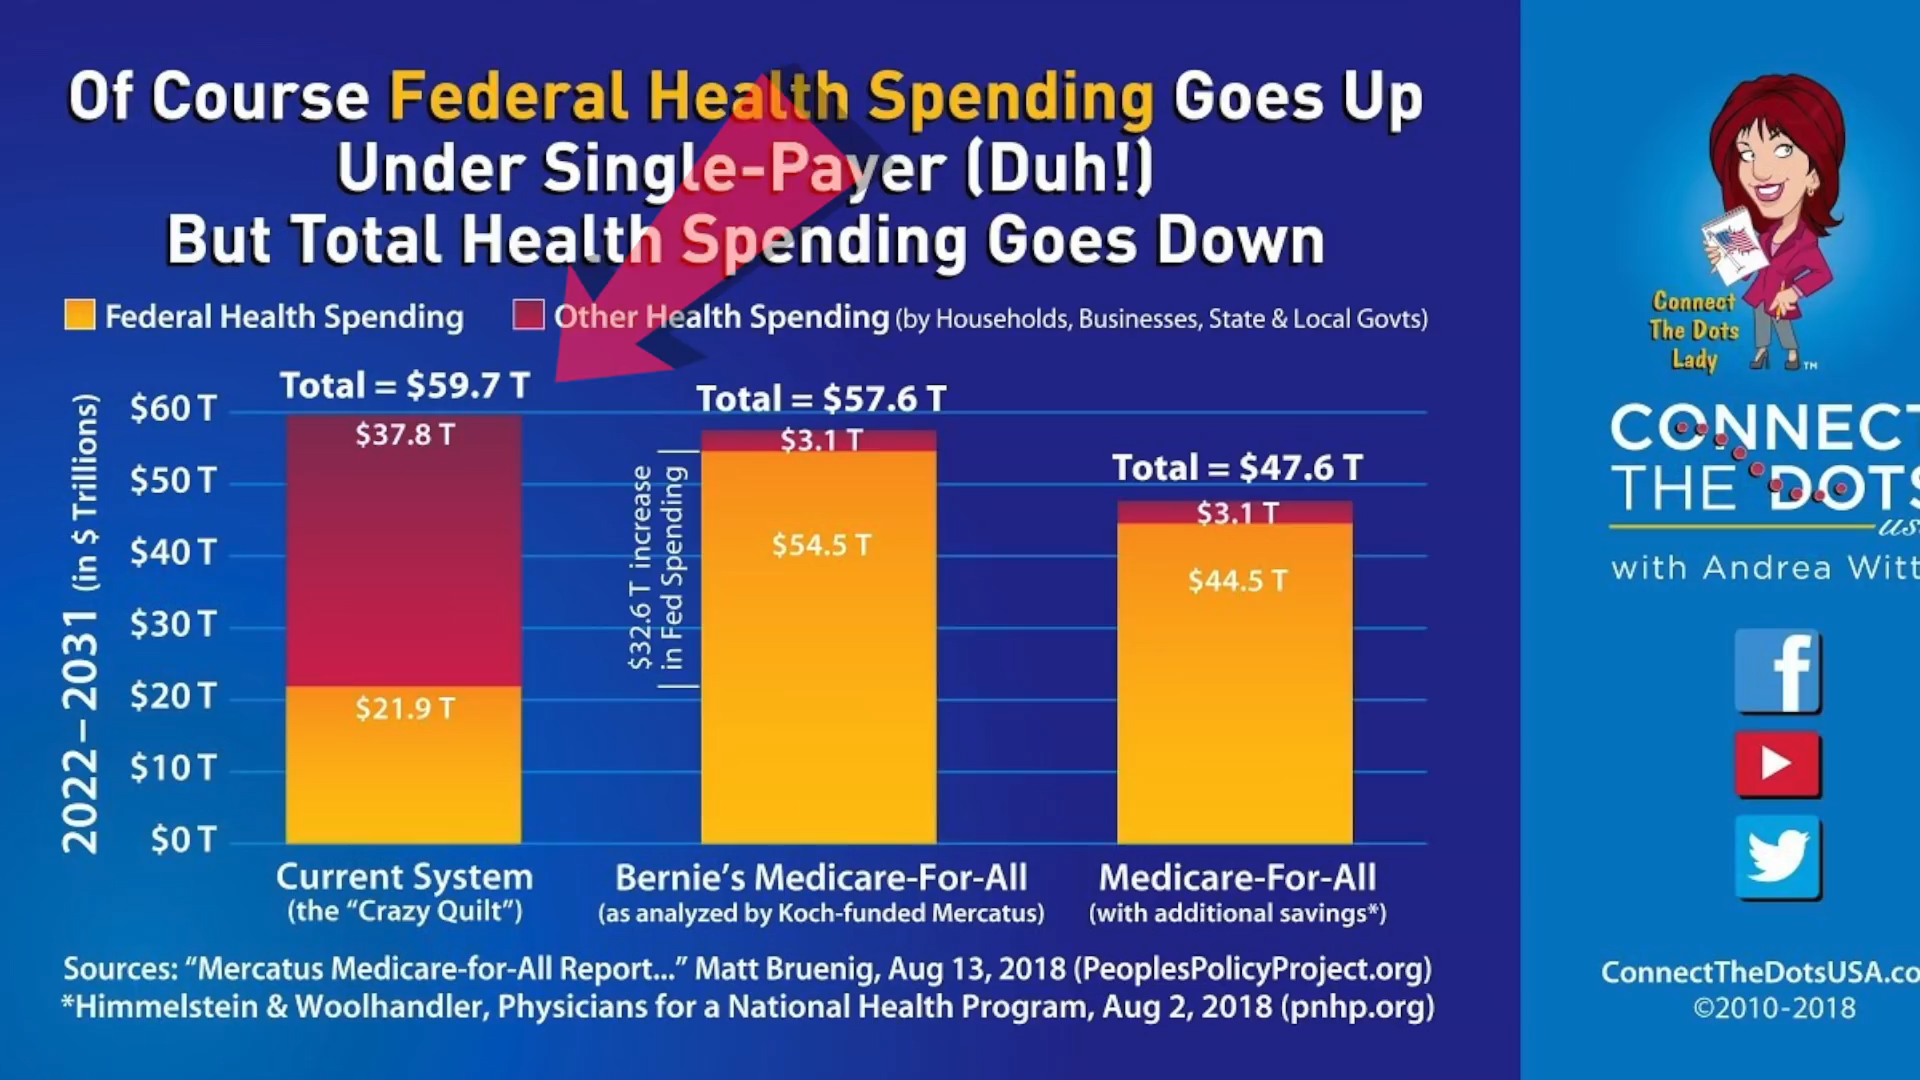 Of Course Federal Health Spending Goes Up
Under Single-Payer (Duh!)
But Total Health Spending Goes Down
Federal Health Spending
Other Health Spending (by Households, Businesses, State & Local Govts)
2022–2031 (in $ Trillions)
$60 T
$50 T
$40 T
$30 T
$20 T
$10 T
$0 T
Total = $59.7 T
$37.8 T
$21.9 T
Current System
(the “Crazy Quilt”)
$32.6 T increase
in Fed Spending
Total = $57.6 T
$3.1 T
$54.5 T
Bernie’s Medicare-For-All
(as analyzed by Koch-funded Mercatus)
Total = $47.6 T
$3.1 T
$44.5 T
Medicare-For-All
(with additional savings*)
Sources: “Mercatus Medicare-for-All Report...” Matt Bruenig, Aug 13, 2018 (PeoplesPolicyProject.org)
*Himmelstein & Woolhandler, Physicians for a National Health Program, Aug 2, 2018 (pnhp.org)
Connect
The Dots
Lady
TM
CONNECT
THE DOTS
us
with Andrea Witt
f
ConnectTheDotsUSA.co
©2010-2018